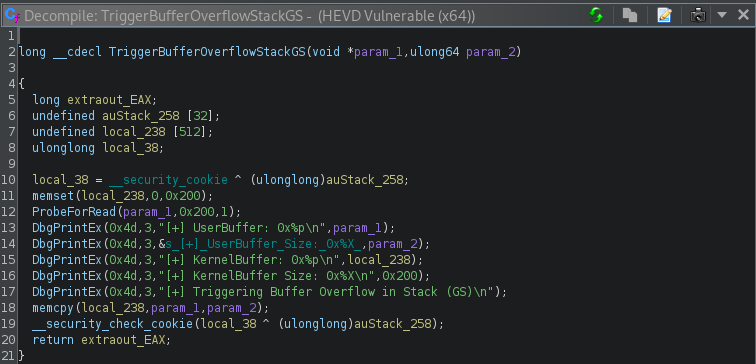 Decompile: TriggerBufferOverflowStackGS - (HEVD Vulnerable (x64))
1
2 long __cdecl TriggerBufferOverflowStackGS(void *param_1,ulong64 param_2)
3
4 {
5 long extraout_EAX;
6 undefined auStack_258 [32];
7 undefined local_238 [512];
8 ulonglong local_38;
9
10 local_38 = __security_cookie ^ (ulonglong)auStack_258;
11 memset(local_238,0,0x200);
12 ProbeForRead(param_1,0x200,1);
13 DbgPrintEx(0x4d,3,"[+] UserBuffer: 0x%p\n",param_1);
14 DbgPrintEx(0x4d,3,&s_[+]_UserBuffer_Size:_0x%X_,param_2);
15 DbgPrintEx(0x4d,3,"[+] KernelBuffer: 0x%p\n",local_238);
16 DbgPrintEx(0x4d,3,"[+] KernelBuffer Size: 0x%X\n",0x200);
17 DbgPrintEx(0x4d,3,"[+] Triggering Buffer Overflow in Stack (GS)\n");
18 memcpy(local_238,param_1,param_2);
19 __security_check_cookie(local_38 ^ (ulonglong)auStack_258);
20 return extraout_EAX;
21 }